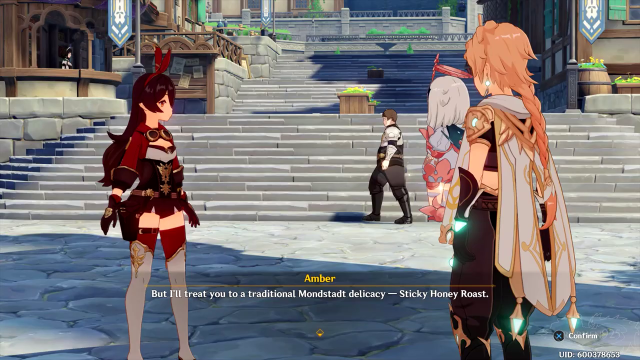 Amber
But I'll treat you to a traditional Mondstadt delicacy — Sticky Honey Roast.
Confirm
UID: 600378653